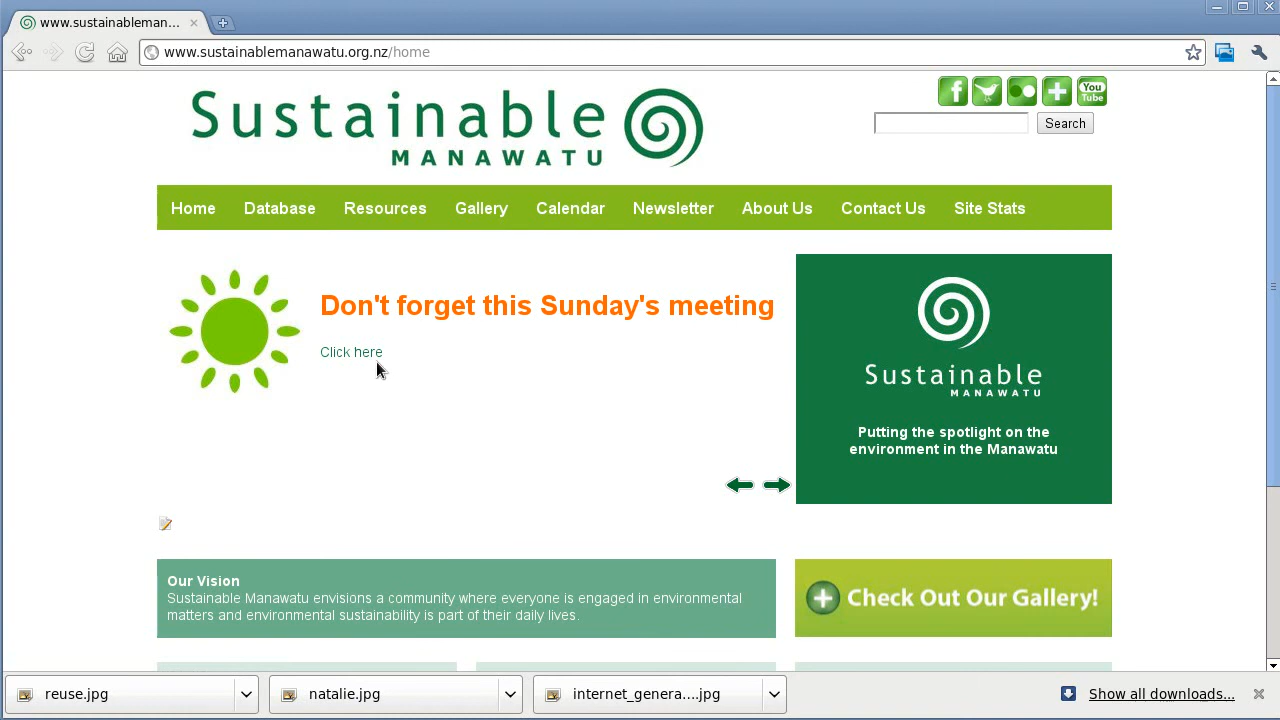 www.sustainableman...
www.sustainablemanawatu.org.nz/home
Sustainable
MANAWATU
You
Tube
Search
Home Database Resources Gallery Calendar Newsletter About Us Contact Us Site Stats
Don't forget this Sunday's meeting
Click here
Sustainable
MANAWATU
Putting the spotlight on the
environment in the Manawatu
Our Vision
Sustainable Manawatu envisions a community where everyone is engaged in environmental
matters and environmental sustainability is part of their daily lives.
Check Out Our Gallery!
reuse.jpg
natalie.jpg
internet_genera....jpg
Show all downloads...